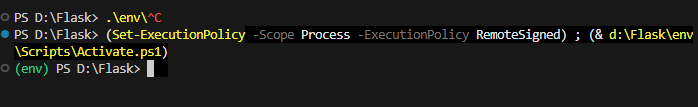 PS D:\Flask> .\env\^C
PS D:\Flask> (Set-ExecutionPolicy -Scope Process -ExecutionPolicy RemoteSigned) ; (& d:\Flask\env
\Scripts\Activate.ps1)
(env) PS D:\Flask>